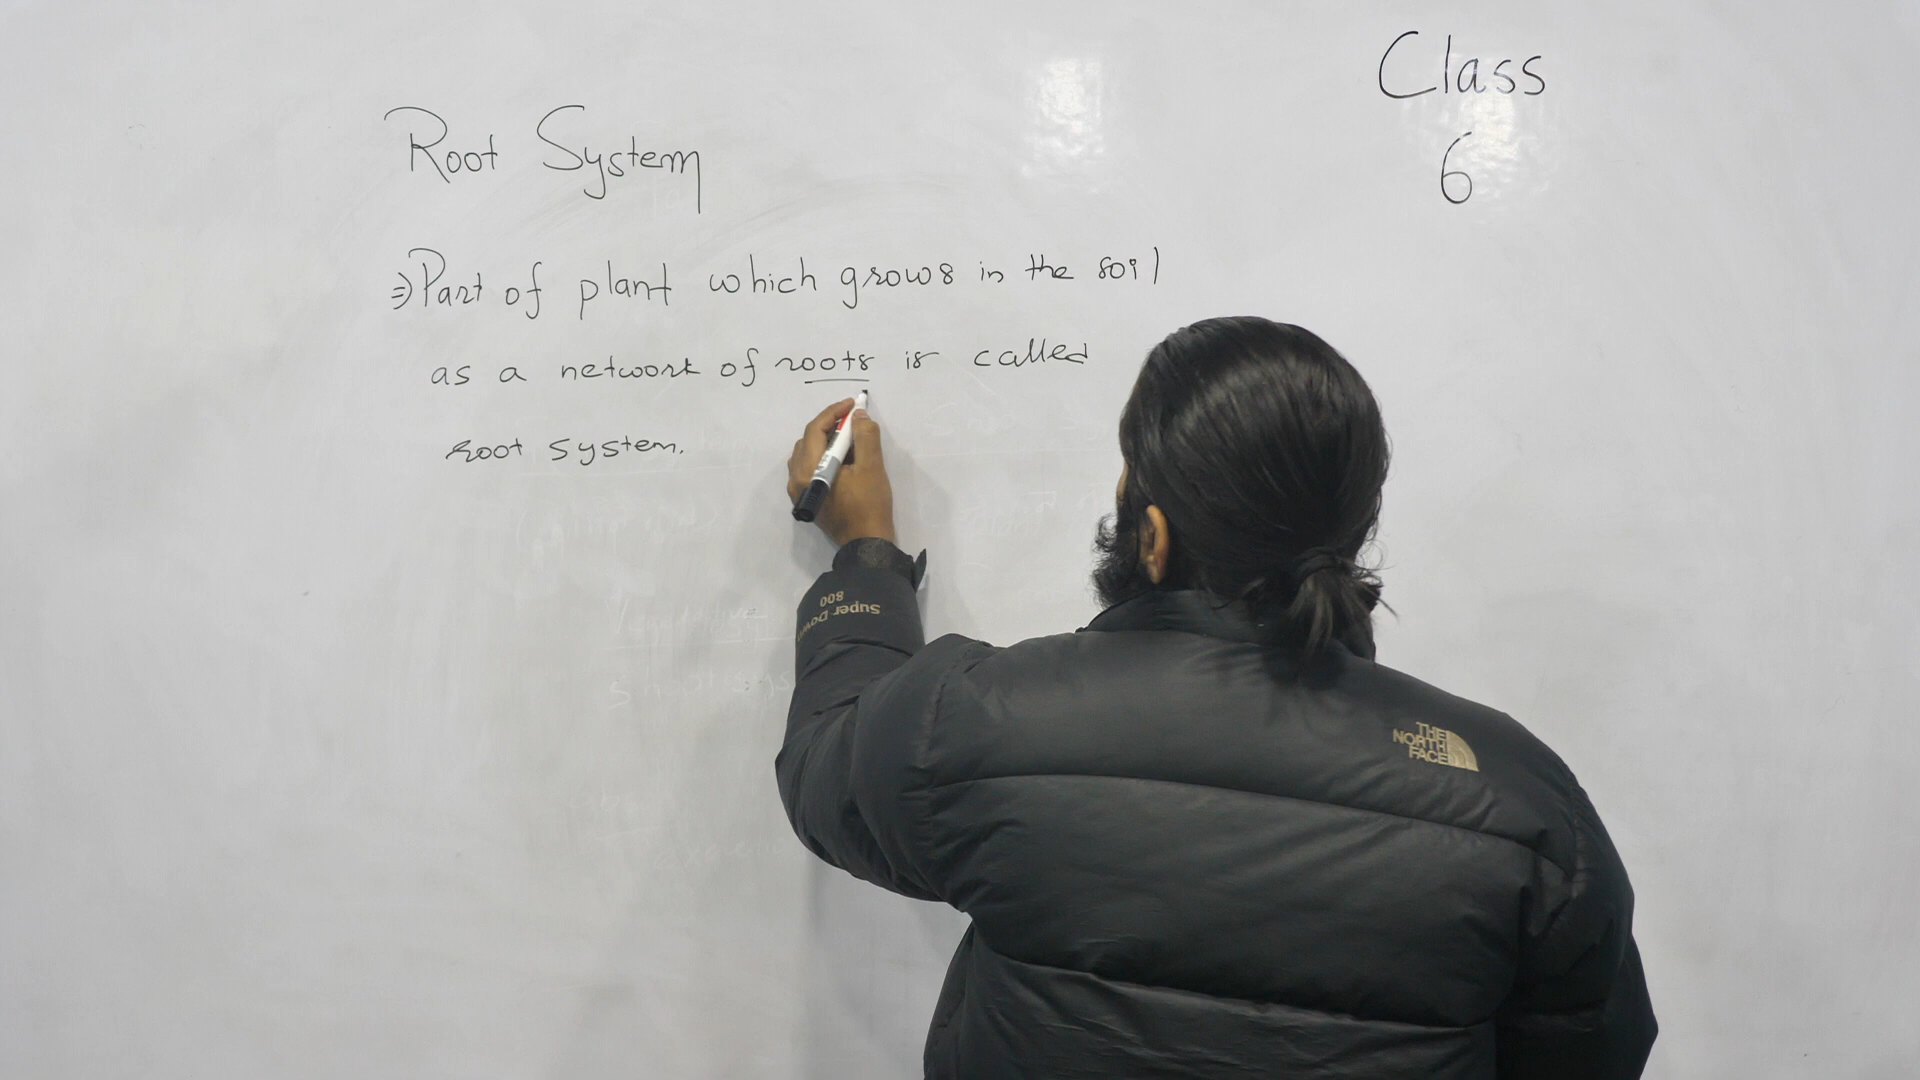 Class
6
Root System
⇒ Part of plant which grows in the soil
as a network of roots is called
root system.
Super Down
800
THE
NORTH
FACE